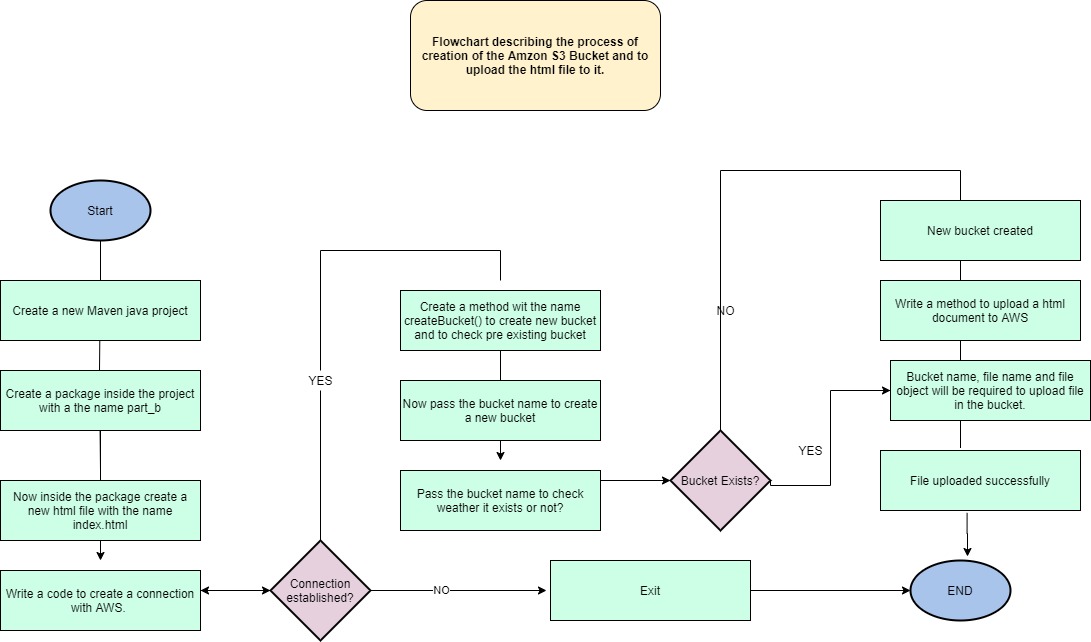 Flowchart describing the process of
creation of the Amzon S3 Bucket and to
upload the html file to it.
Start
Create a new Maven java project
Create a package inside the project
with a the name part_b
Now inside the package create a
new html file with the name
index.html
Write a code to create a connection
with AWS.
Connection
established?
YES
NO
Create a method wit the name
createBucket() to create new bucket
and to check pre existing bucket
Now pass the bucket name to create
a new bucket
Pass the bucket name to check
weather it exists or not?
Bucket Exists?
NO
YES
New bucket created
Write a method to upload a html
document to AWS
Bucket name, file name and file
object will be required to upload file
in the bucket.
File uploaded successfully
Exit
END